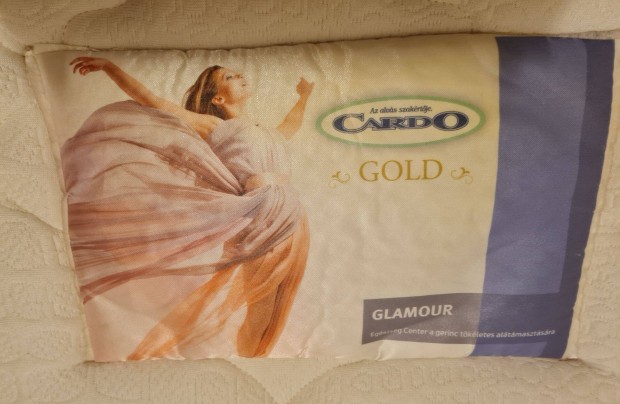 Az alvás szakértője.
CARDO
GOLD
GLAMOUR
Center a gerinc tökéletes alátámasztására